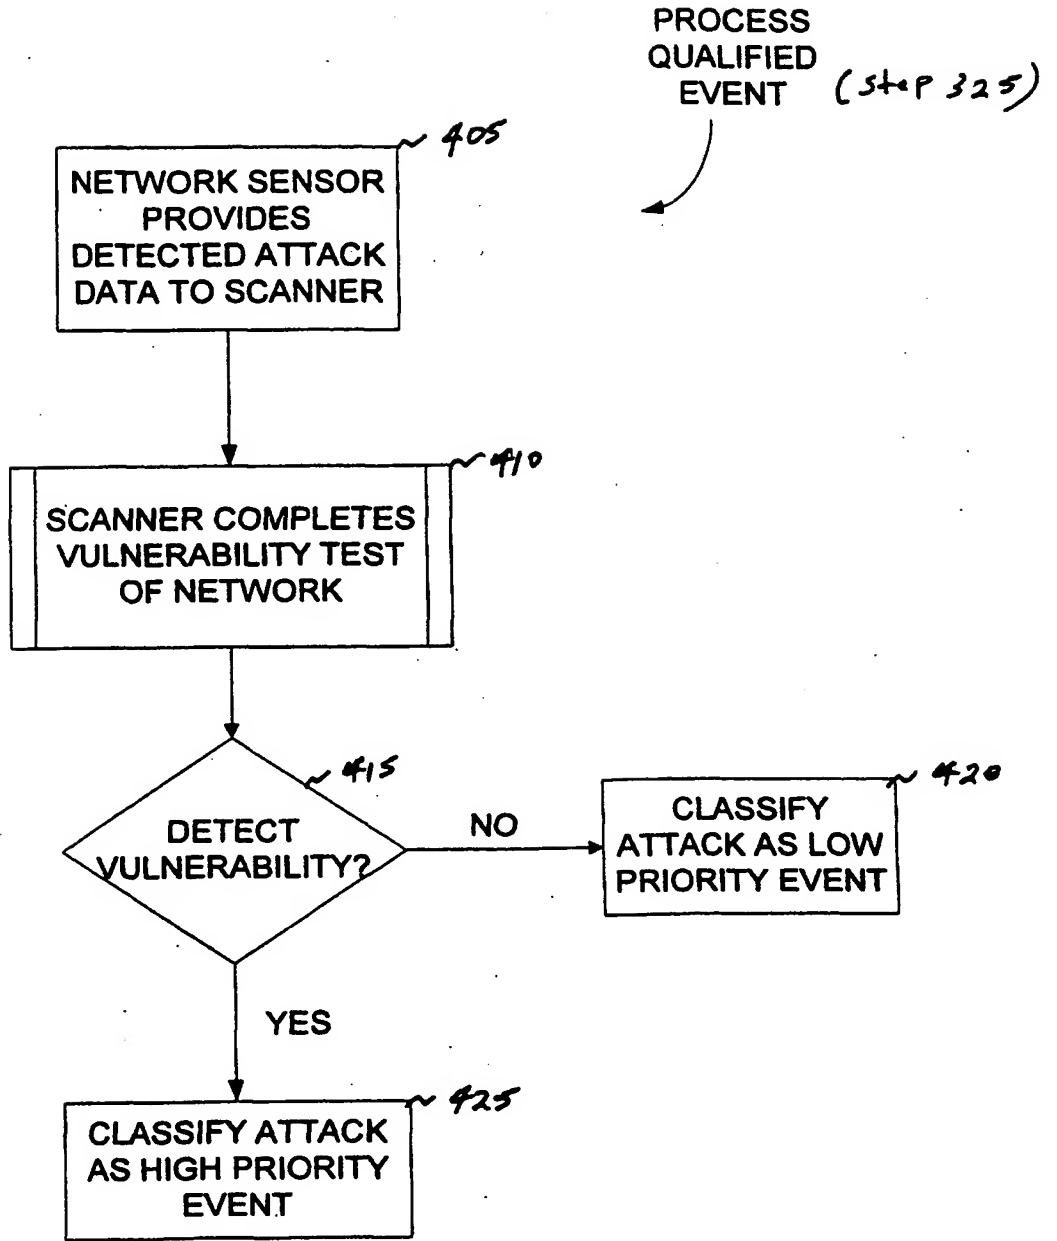 PROCESS
QUALIFIED
EVENT (step 325)
405
NETWORK SENSOR
PROVIDES
DETECTED ATTACK
DATA TO SCANNER
410
SCANNER COMPLETES
VULNERABILITY TEST
OF NETWORK
415
DETECT
VULNERABILITY?
NO
420
CLASSIFY
ATTACK AS LOW
PRIORITY EVENT
YES
425
CLASSIFY ATTACK
AS HIGH PRIORITY
EVENT